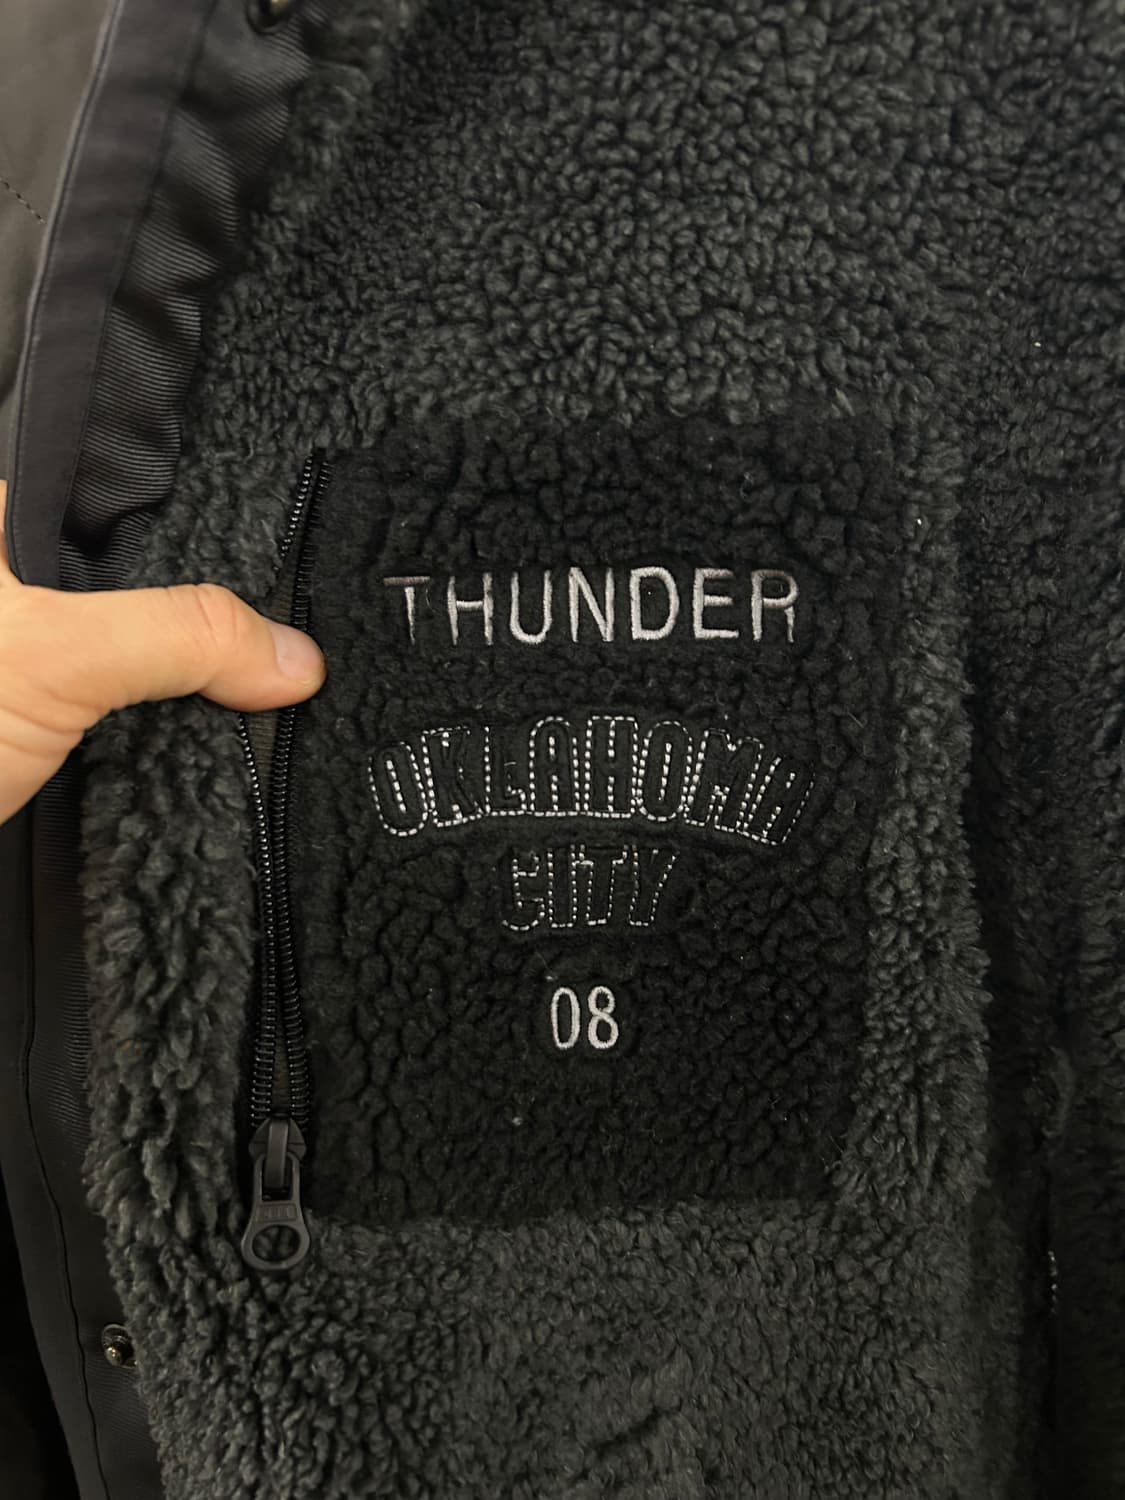 THUNDER
OKLAHOMA
CITY
08